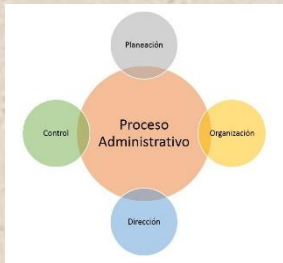 Planeación
Control
Proceso
Administrativo
Organización
Dirección